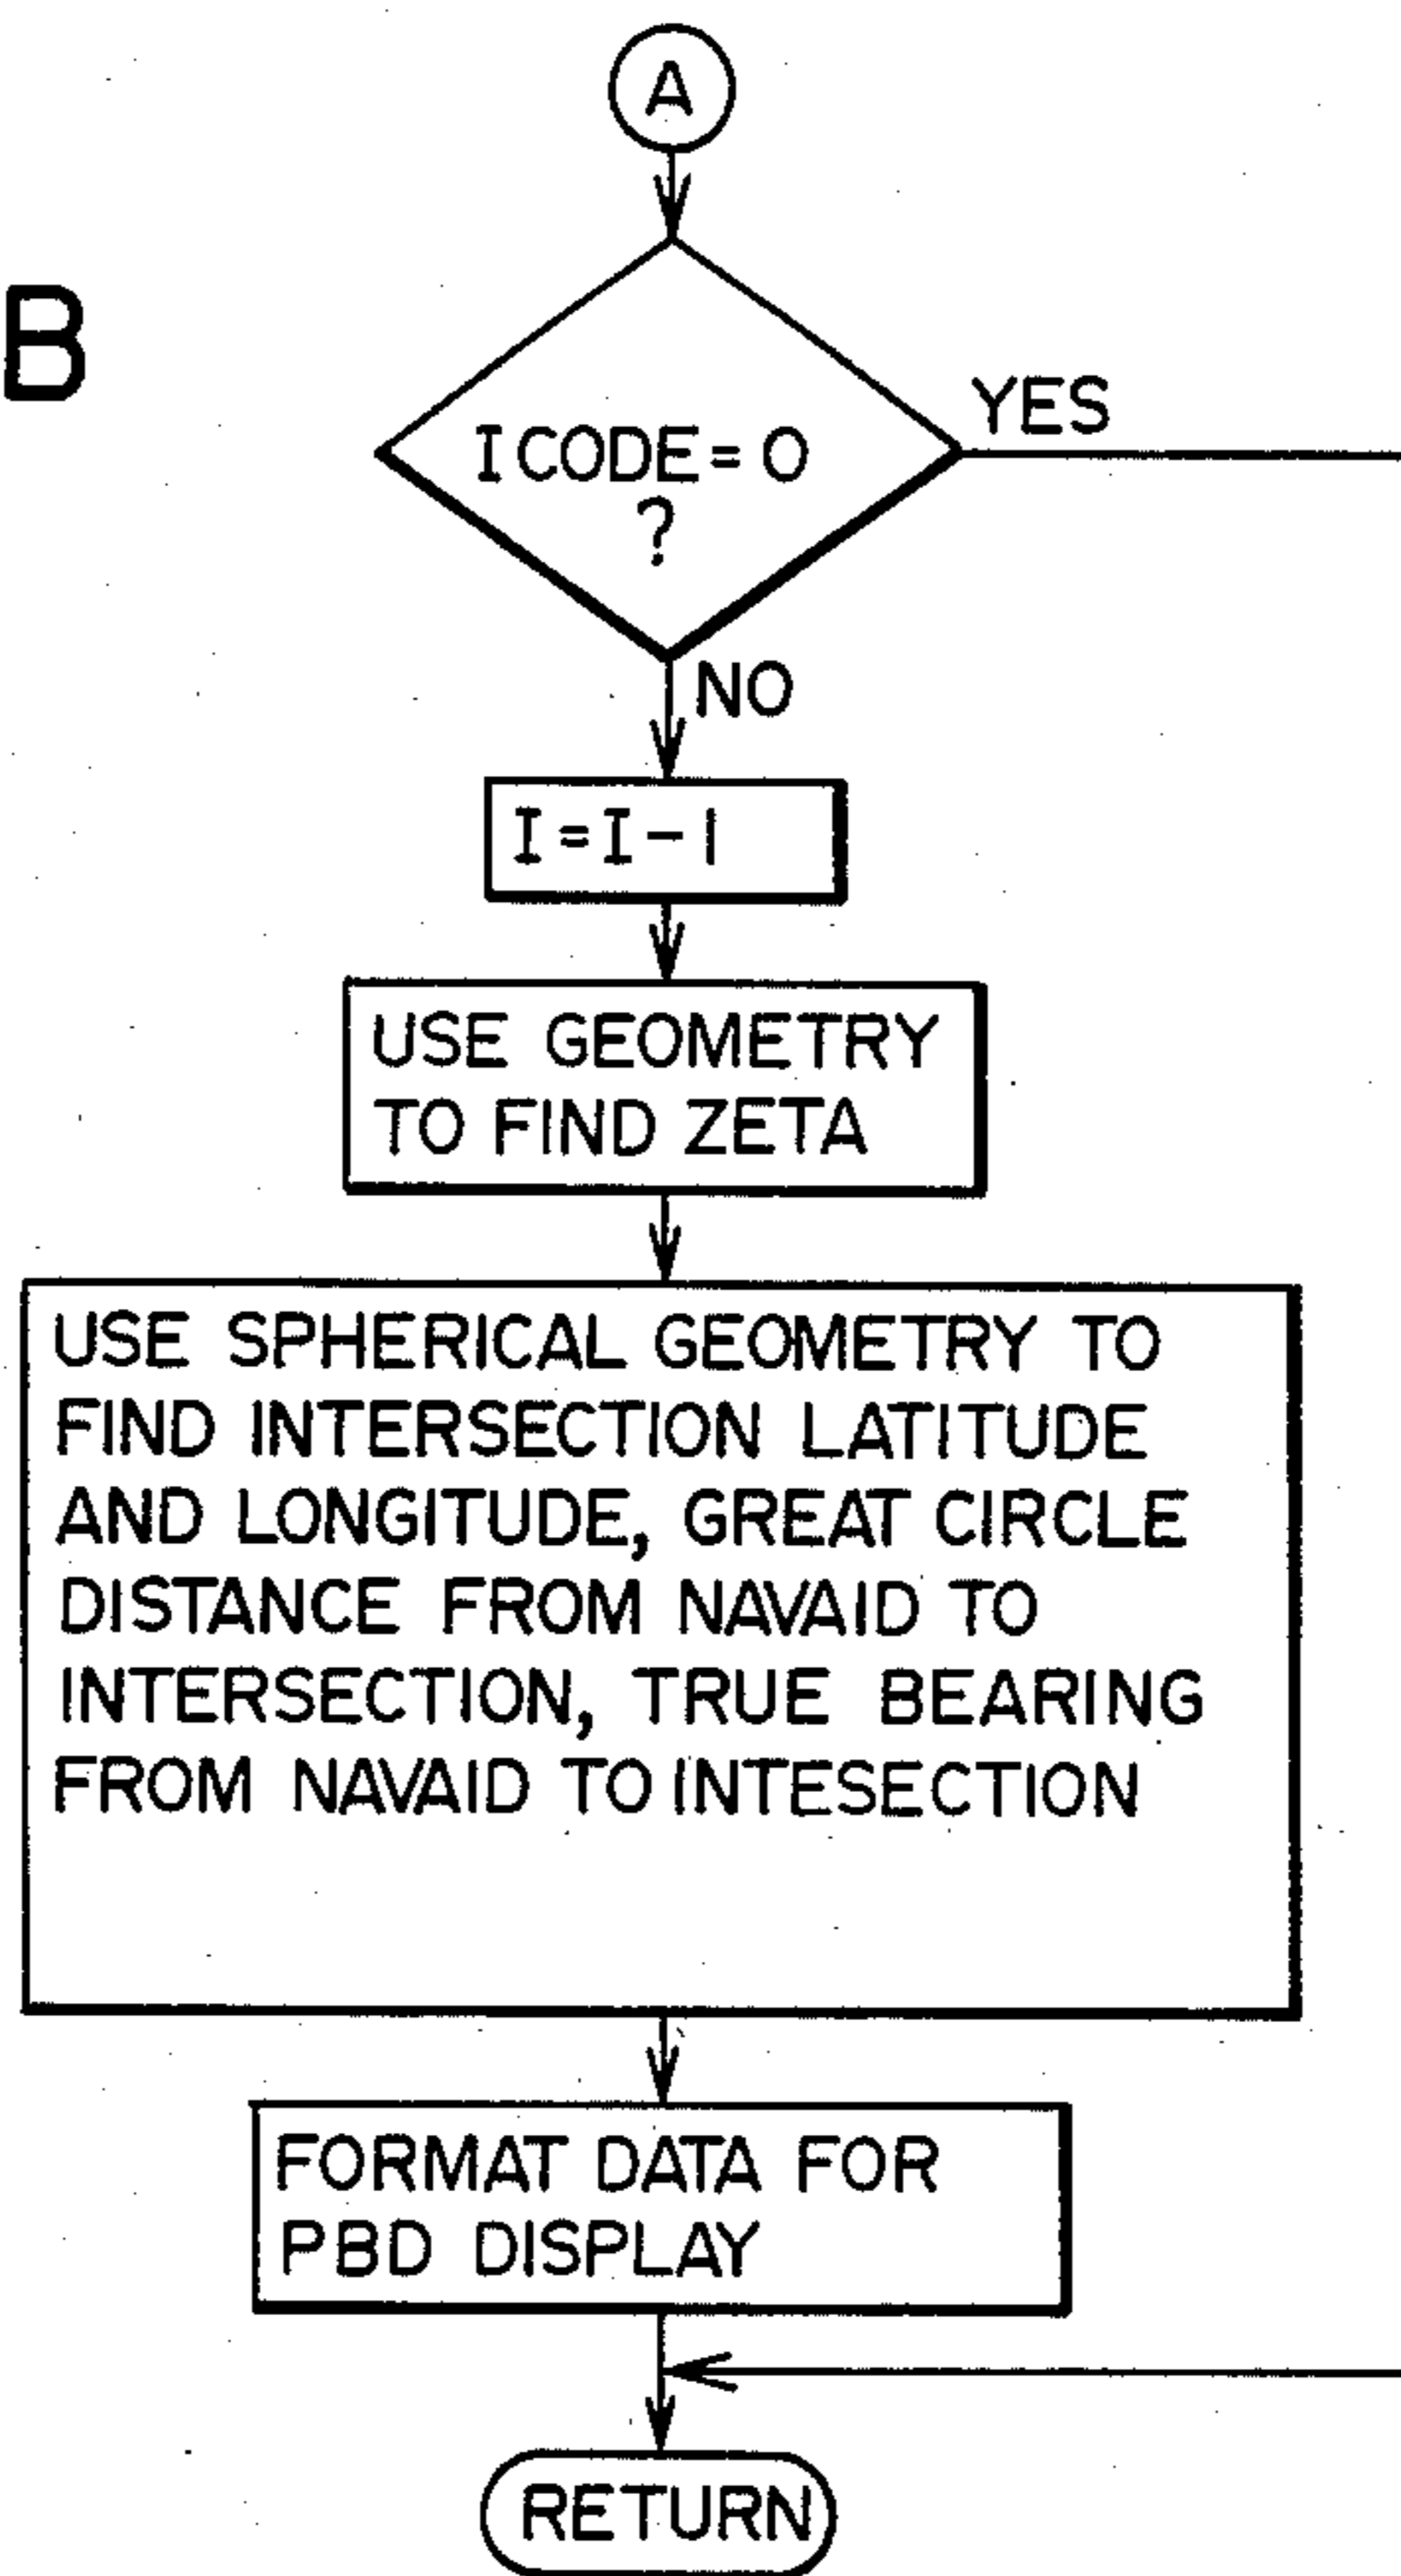 A
B
YES
ICODE=0
?
NO
I=I-1
USE GEOMETRY
TO FIND ZETA
USE SPHERICAL GEOMETRY TO
FIND INTERSECTION LATITUDE
AND LONGITUDE, GREAT CIRCLE
DISTANCE FROM NAVAID TO
INTERSECTION, TRUE BEARING
FROM NAVAID TO INTESECTION
FORMAT DATA FOR
PBD DISPLAY
RETURN